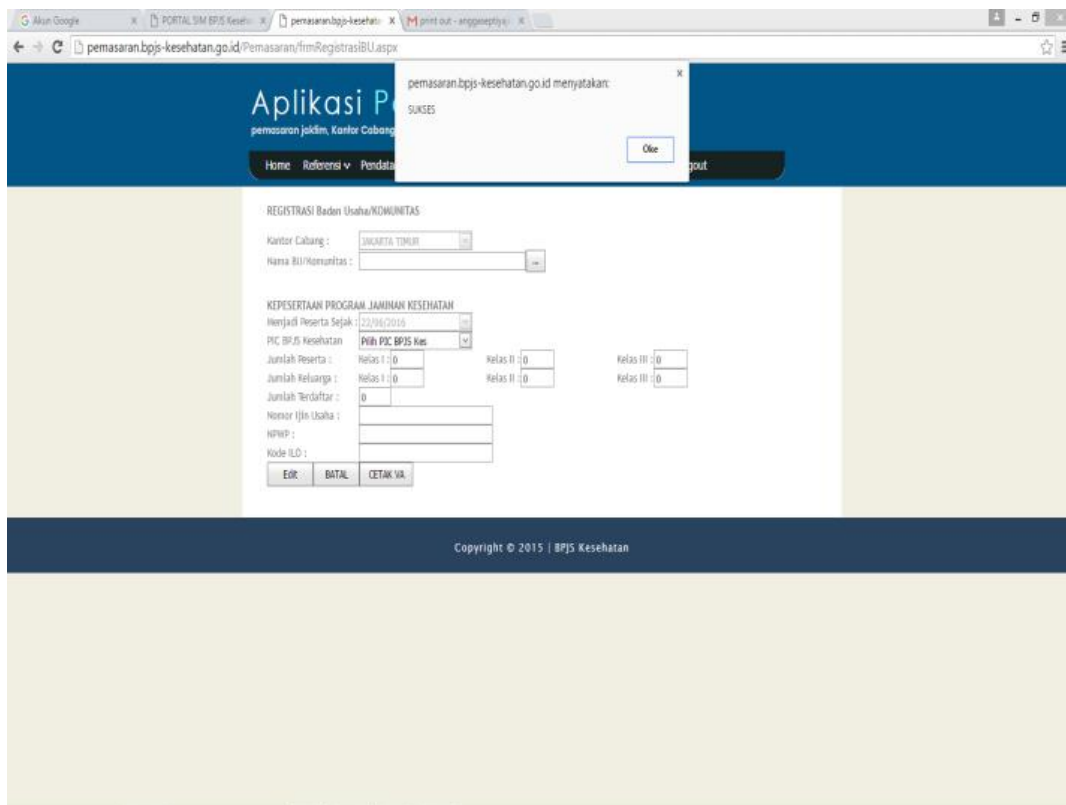 Akun Google
PORTAL SIM BPJS Keseh
pemasaran.bpjs-kesehat
print out - anggaseptiya
pemasaran.bpjs-kesehatan.go.id/Pemasaran/frmRegistrasiBU.aspx
pemasaran.bpjs-kesehatan.go.id menyatakan:
SUKSES
Oke
Aplikasi P
pemasaran jaklim, Kantor Cabang
Home Referensi Pendata gout
REGISTRASI Badan Usaha/KOMUNITAS
Kantor Cabang : JAKARTA TIMUR
Nama BU/Komunitas : ...
KEPESERTAAN PROGRAM JAMINAN KESEHATAN
Menjadi Peserta Sejak : 22/06/2016
PIC BPJS Kesehatan Pilih PIC BPJS Kes
Jumlah Peserta : Kelas I : 0 Kelas II : 0 Kelas III : 0
Jumlah Keluarga : Kelas I : 0 Kelas II : 0 Kelas III : 0
Jumlah Terdaftar : 0
Nomor Ijin Usaha :
NPWP :
Kode ILO :
Edit BATAL CETAK VA
Copyright © 2015 | BPJS Kesehatan